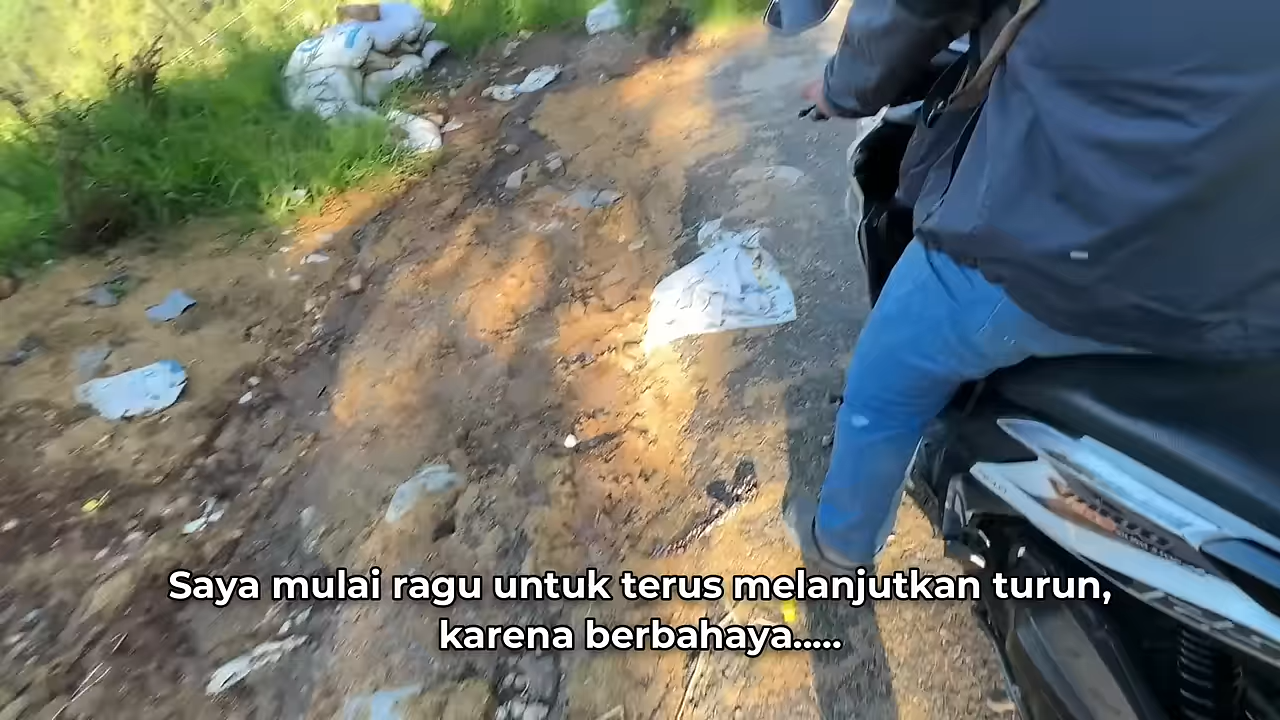 Saya mulai ragu untuk terus melanjutkan turun,
karena berbahaya.....